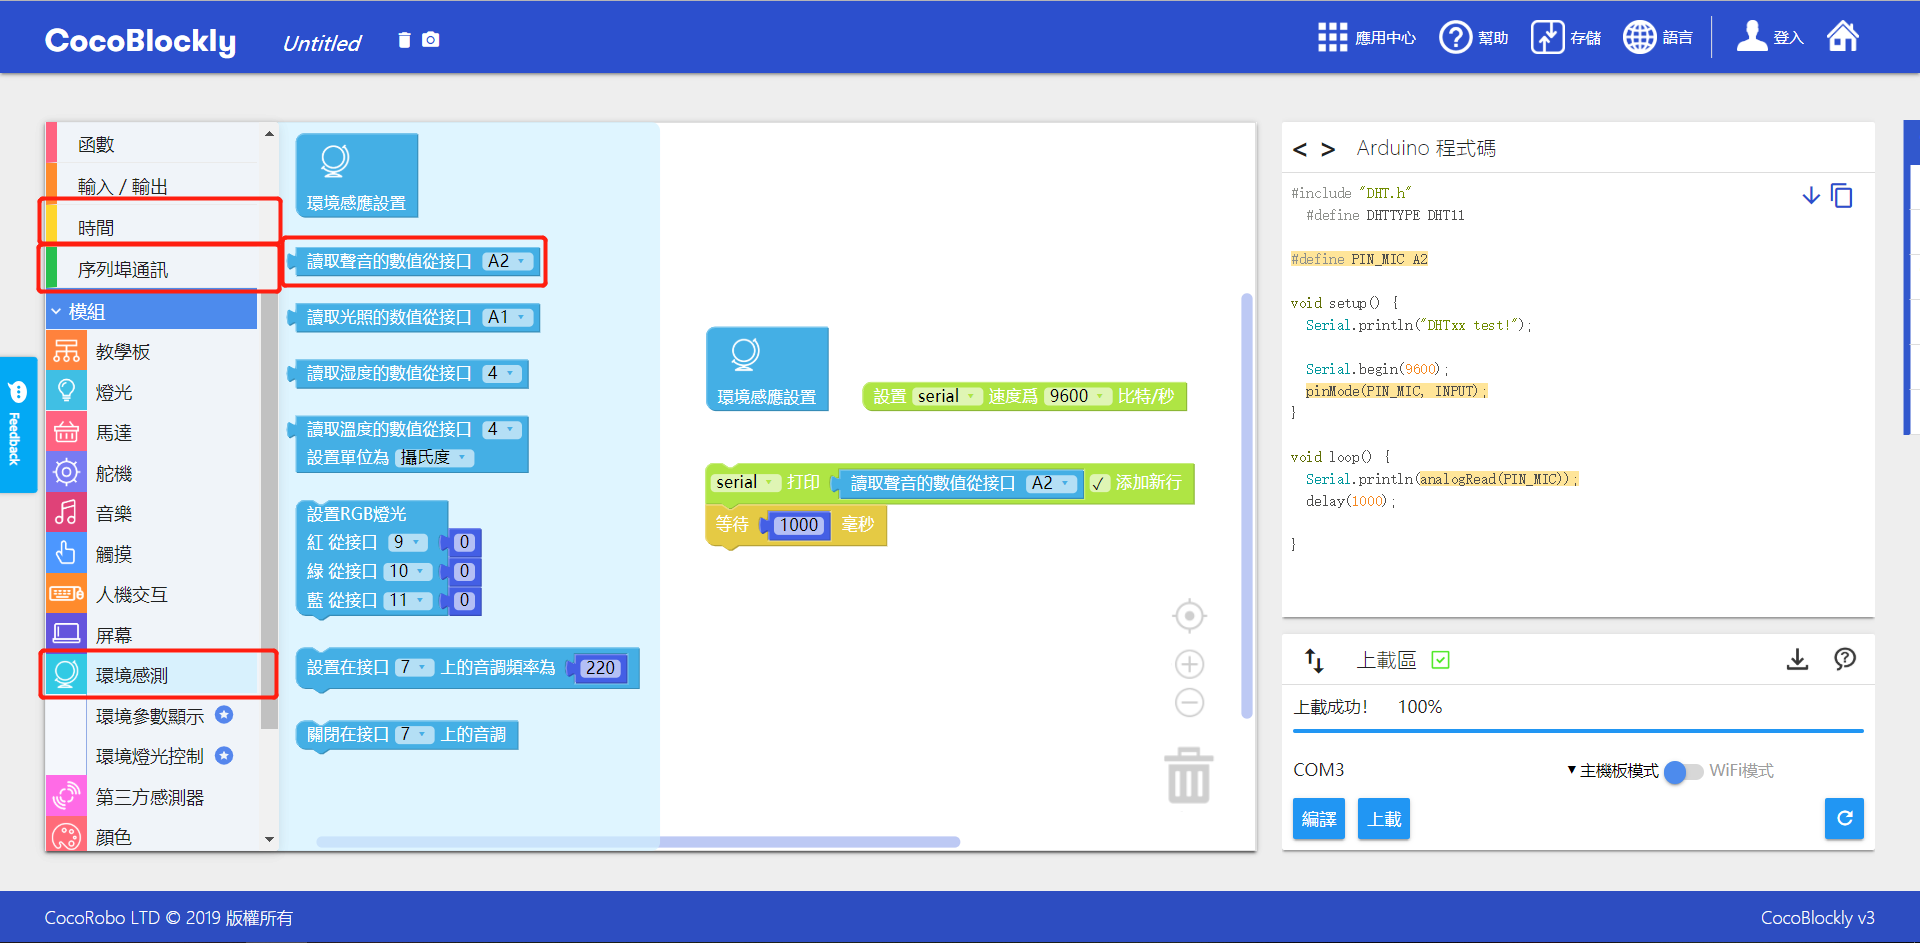 CocoBlockly
Untitled
應用中心
幫助
存儲
語言
登入
函數
輸入 / 輸出
時間
序列埠通訊
模組
教學板
燈光
馬達
舵機
音樂
觸摸
人機交互
屏幕
環境感測
環境參數顯示
環境燈光控制
第三方感測器
顏色
Feedback
環境感應設置
讀取聲音的數值從接口 A2
讀取光照的数值從接口 A1
讀取湿度的數值從接口 4
讀取溫度的數值從接口 4
設置單位為 攝氏度
設置RGB燈光
紅 從接口 9 0
綠 從接口 10 0
藍 從接口 11 0
設置在接口 7 上的音調頻率為 220
關閉在接口 7 上的音調
環境感應設置
設置 serial 速度爲 9600 比特/秒
serial 打印 讀取聲音的數值從接口 A2 ✓ 添加新行
等待 1000 毫秒
< > Arduino 程式碼
#include "DHT.h"
#define DHTTYPE DHT11
#define PIN_MIC A2
void setup() {
Serial.println("DHTxx test!");
Serial.begin(9600);
pinMode(PIN_MIC, INPUT);
}
void loop() {
Serial.println(analogRead(PIN_MIC));
delay(1000);
}
上載區
上載成功! 100%
COM3
主機板模式
WiFi模式
編譯
上載
CocoRobo LTD © 2019 版權所有
CocoBlockly v3